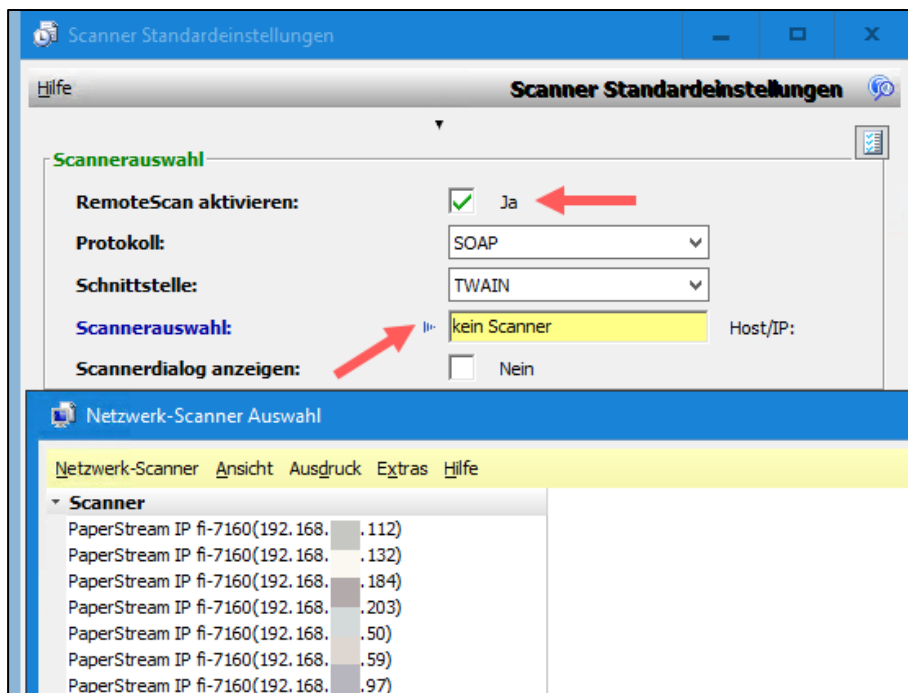 Scanner Standardeinstellungen
Hilfe Scanner Standardeinstellungen
Scannerauswahl
RemoteScan aktivieren: Ja
Protokoll: SOAP
Schnittstelle: TWAIN
Scannerauswahl: kein Scanner Host/IP:
Scannerdialog anzeigen: Nein
Netzwerk-Scanner Auswahl
Netzwerk-Scanner Ansicht Ausdruck Extras Hilfe
Scanner
PaperStream IP fi-7160(192.168. .112)
PaperStream IP fi-7160(192.168. .132)
PaperStream IP fi-7160(192.168. .184)
PaperStream IP fi-7160(192.168. .203)
PaperStream IP fi-7160(192.168. .50)
PaperStream IP fi-7160(192.168. .59)
PaperStream IP fi-7160(192.168. .97)